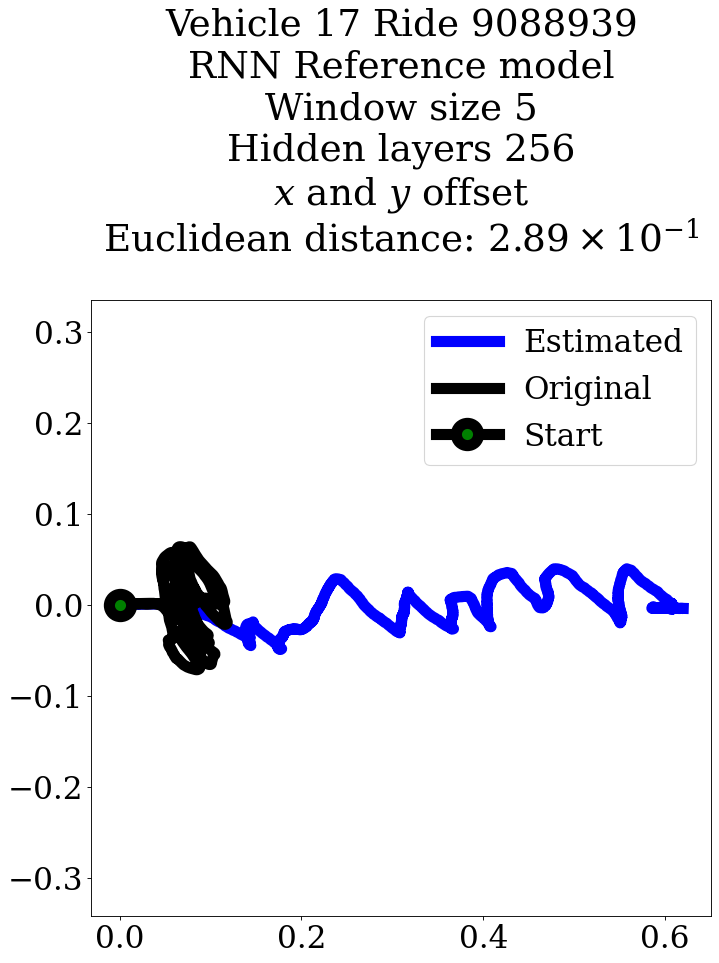 Vehicle 17 Ride 9088939
RNN Reference model
Window size 5
Hidden layers 256
x and y offset
Euclidean distance: 2.89 × 10⁻¹
Estimated
Original
Start
0.3
0.2
0.1
0.0
−0.1
−0.2
−0.3
0.0 0.2 0.4 0.6